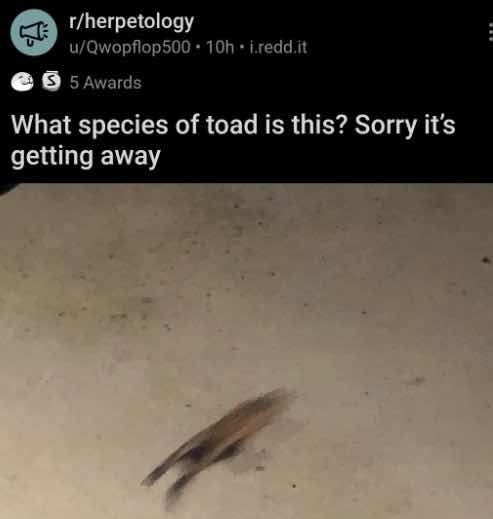 r/herpetology
u/Qwopflop500 • 10h • i.redd.it
5 Awards
What species of toad is this? Sorry it's
getting away